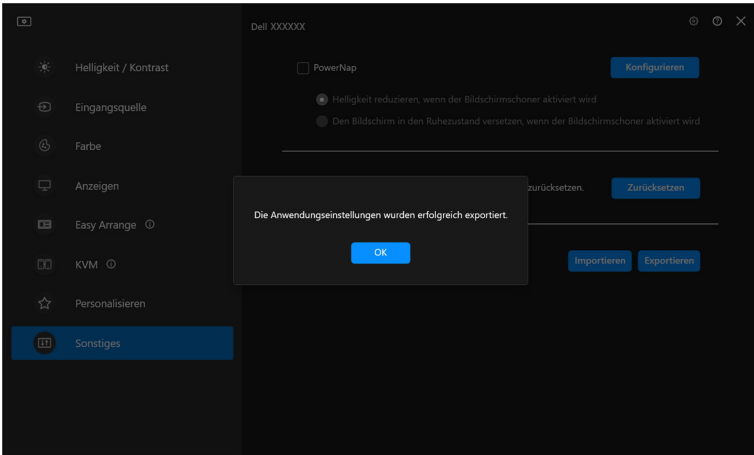 Dell XXXXXX
Helligkeit / Kontrast
PowerNap
Konfigurieren
Helligkeit reduzieren, wenn der Bildschirmschoner aktiviert wird
Eingangsquelle
Den Bildschirm in den Ruhezustand versetzen, wenn der Bildschirmschoner aktiviert wird
Farbe
Anzeigen
zurücksetzen.
Zurücksetzen
Die Anwendungseinstellungen wurden erfolgreich exportiert.
Easy Arrange
OK
KVM
Importieren
Exportieren
Personalisieren
Sonstiges